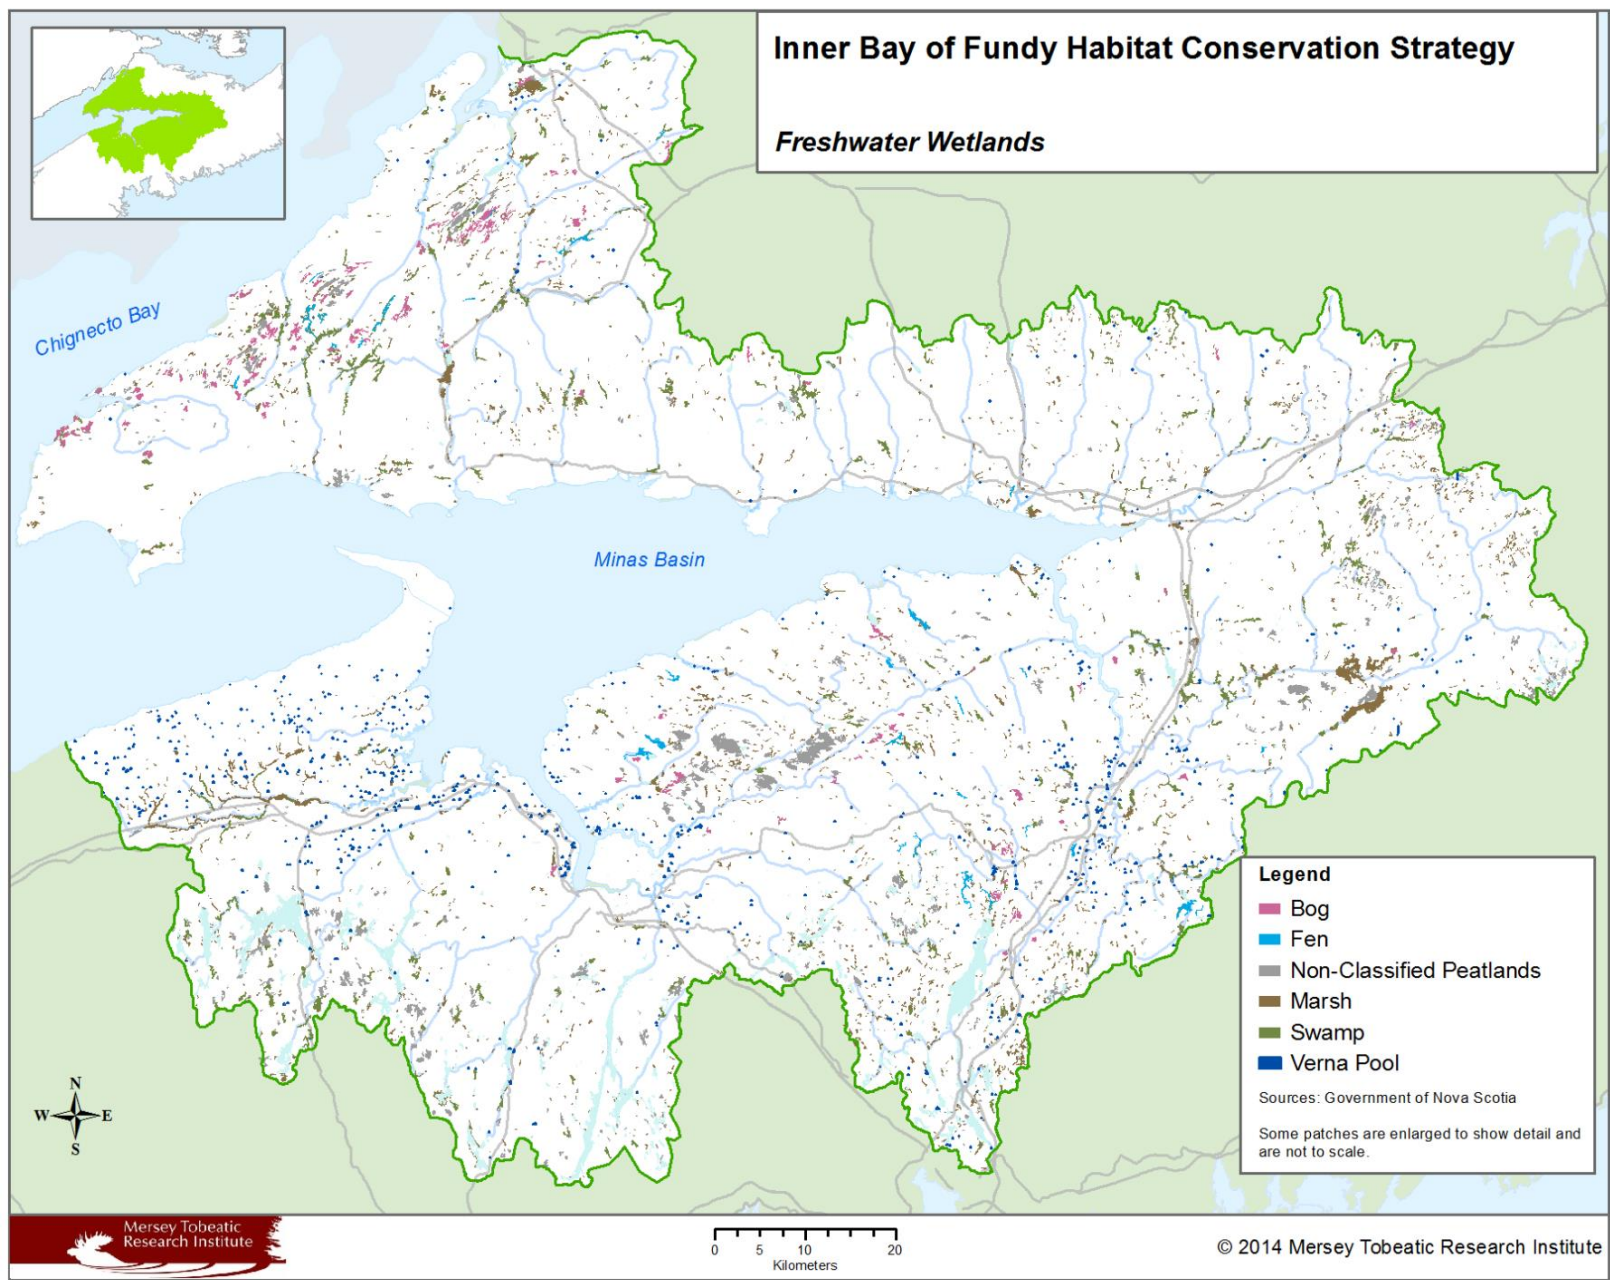 Inner Bay of Fundy Habitat Conservation Strategy
Freshwater Wetlands
Chignecto Bay
Minas Basin
Legend
Bog
Fen
Non-Classified Peatlands
Marsh
Swamp
Verna Pool
Sources: Government of Nova Scotia
Some patches are enlarged to show detail and
are not to scale.
N
W E
S
Mersey Tobeatic
Research Institute
0 5 10 20
Kilometers
© 2014 Mersey Tobeatic Research Institute